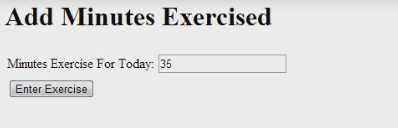 Add Minutes Exercised
Minutes Exercise For Today: 35
Enter Exercise